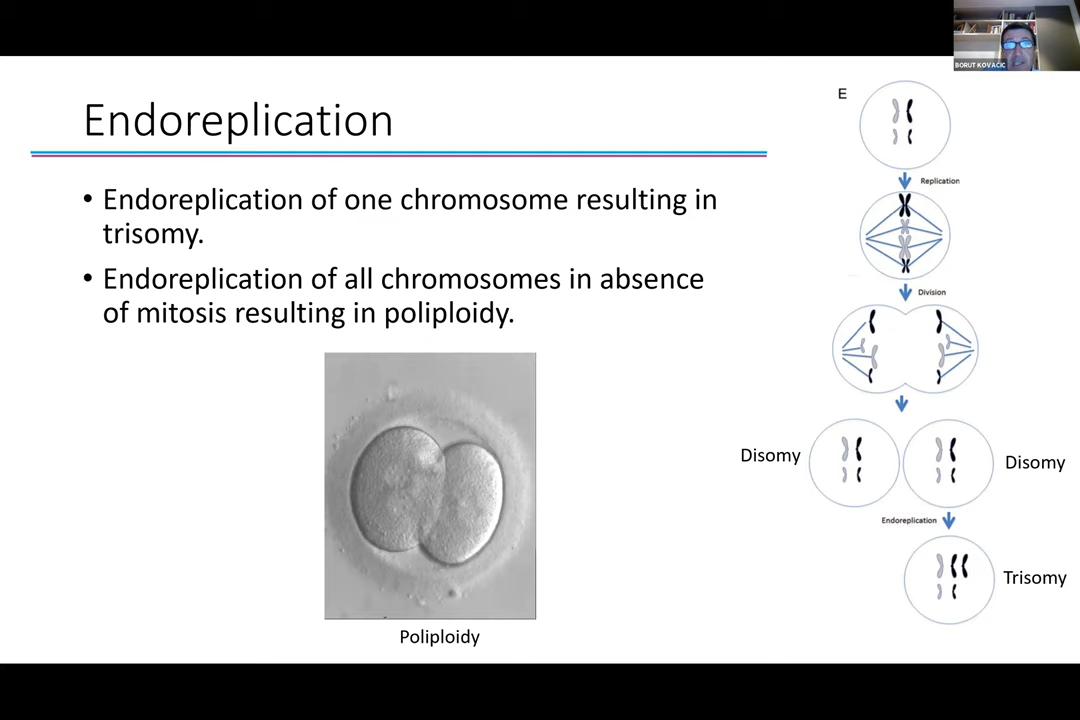 BORUT KOVAČIČ
E
Endoreplication
• Endoreplication of one chromosome resulting in
trisomy.
• Endoreplication of all chromosomes in absence
of mitosis resulting in poliploidy.
Poliploidy
Replication
Division
Disomy
Disomy
Endoreplication
Trisomy